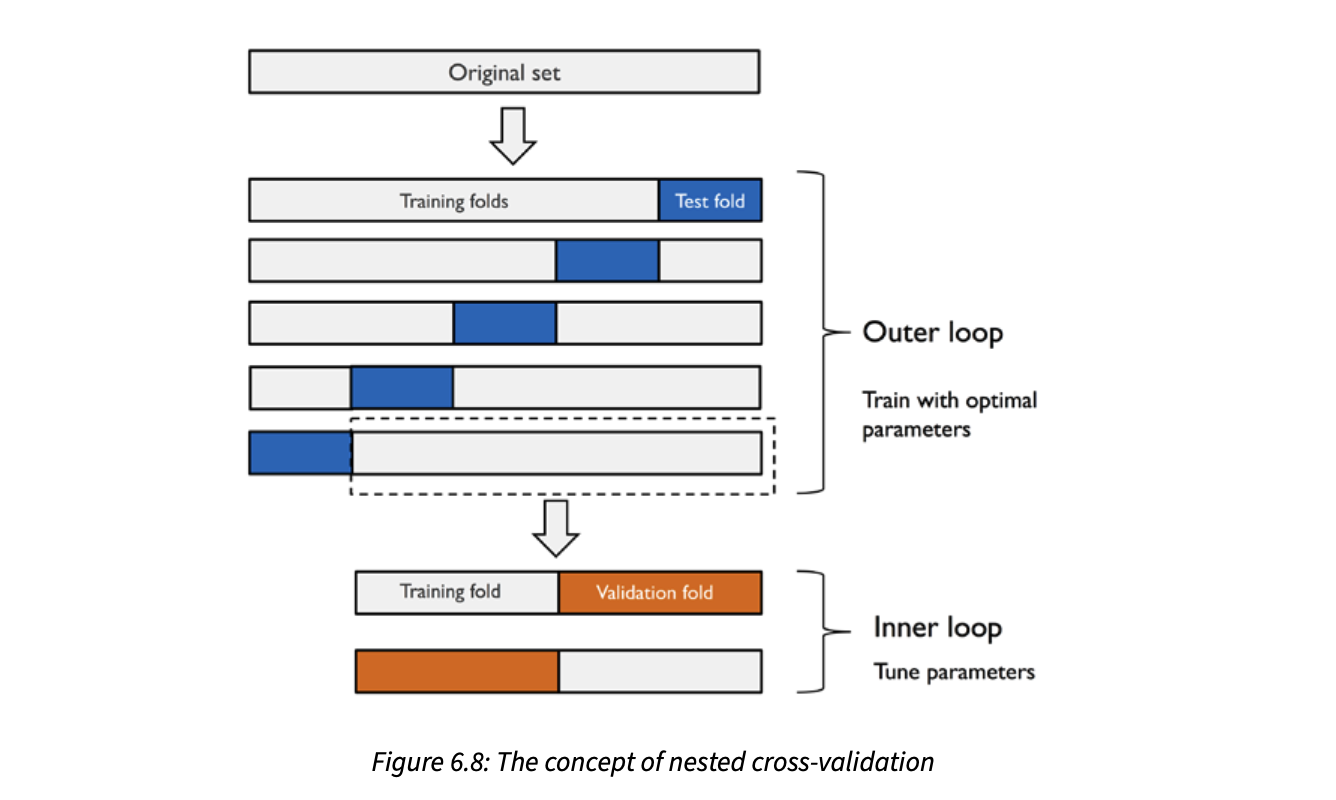 Original set
Training folds
Test fold
Outer loop
Train with optimal
parameters
Training fold
Validation fold
Inner loop
Tune parameters
Figure 6.8: The concept of nested cross-validation